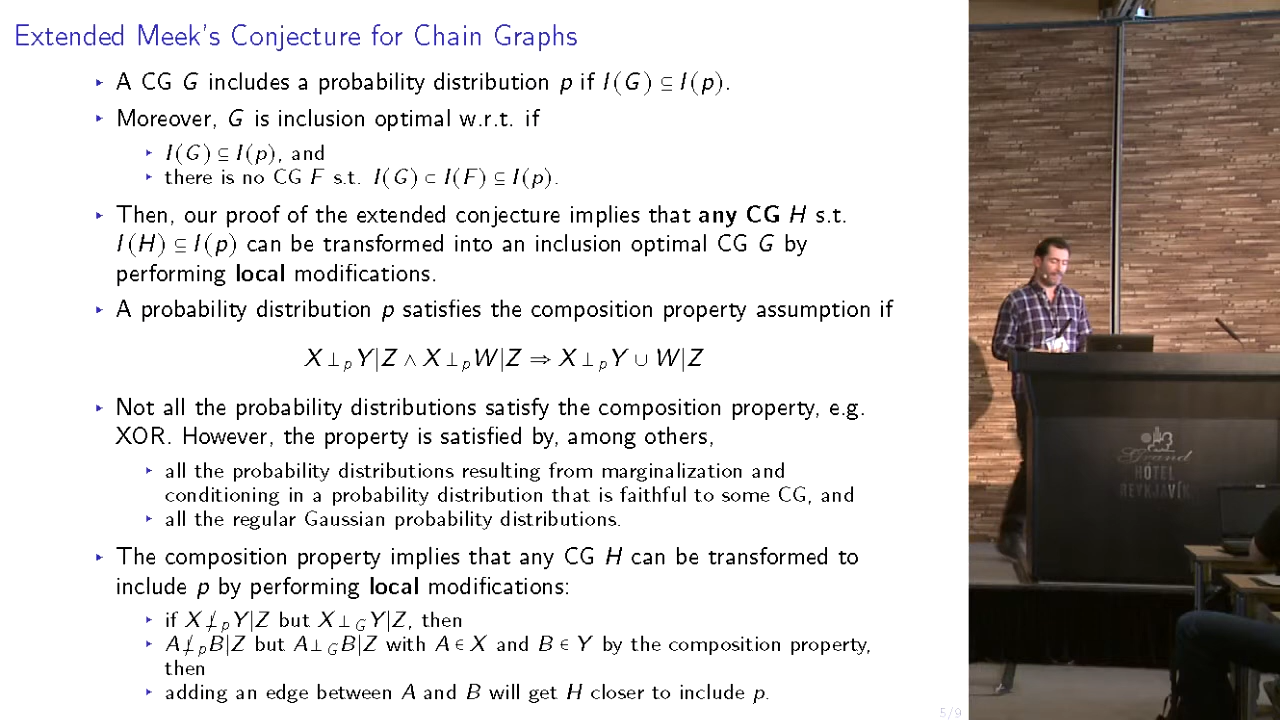 Extended Meek's Conjecture for Chain Graphs
▸ A CG G includes a probability distribution p if I(G) ⊆ I(p).
▸ Moreover, G is inclusion optimal w.r.t. if
▸ I(G) ⊆ I(p), and
▸ there is no CG F s.t. I(G) ⊂ I(F) ⊆ I(p).
▸ Then, our proof of the extended conjecture implies that any CG H s.t.
I(H) ⊆ I(p) can be transformed into an inclusion optimal CG G by
performing local modifications.
▸ A probability distribution p satisfies the composition property assumption if
X ⊥ₚ Y|Z ∧ X ⊥ₚ W|Z ⇒ X ⊥ₚ Y ∪ W|Z
▸ Not all the probability distributions satisfy the composition property, e.g.
XOR. However, the property is satisfied by, among others,
▸ all the probability distributions resulting from marginalization and
conditioning in a probability distribution that is faithful to some CG, and
▸ all the regular Gaussian probability distributions.
▸ The composition property implies that any CG H can be transformed to
include p by performing local modifications:
▸ if X ⊥̸ₚ Y|Z but X ⊥_G Y|Z, then
▸ A ⊥̸ₚ B|Z but A ⊥_G B|Z with A ∈ X and B ∈ Y by the composition property,
then
▸ adding an edge between A and B will get H closer to include p.
5/9
Grand
HÓTEL
REYKJAVÍK